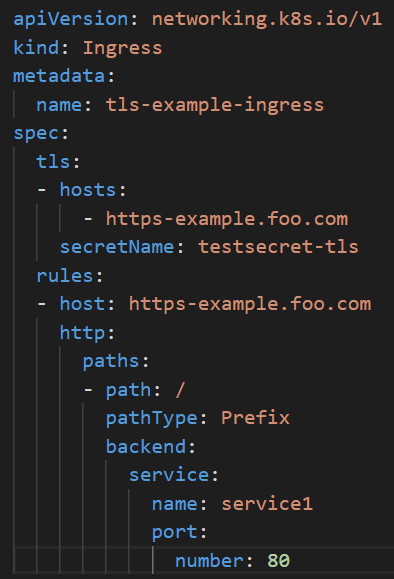 apiVersion: networking.k8s.io/v1
kind: Ingress
metadata:
  name: tls-example-ingress
spec:
  tls:
  - hosts:
      - https-example.foo.com
    secretName: testsecret-tls
  rules:
  - host: https-example.foo.com
    http:
      paths:
      - path: /
        pathType: Prefix
        backend:
          service:
            name: service1
            port:
              number: 80